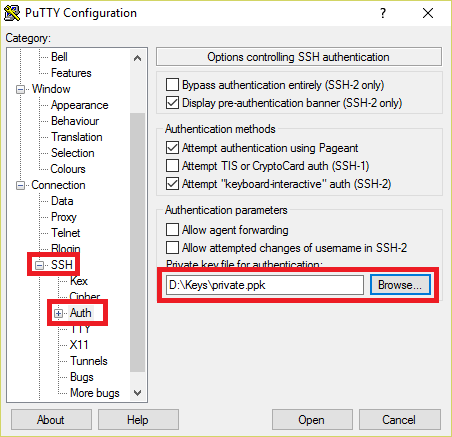 PuTTY Configuration
Category:
Bell
Features
Window
Appearance
Behaviour
Translation
Selection
Colours
Connection
Data
Proxy
Telnet
Rlogin
SSH
Kex
Cipher
Auth
TTY
X11
Tunnels
Bugs
More bugs
Options controlling SSH authentication
Bypass authentication entirely (SSH-2 only)
Display pre-authentication banner (SSH-2 only)
Authentication methods
Attempt authentication using Pageant
Attempt TIS or CryptoCard auth (SSH-1)
Attempt "keyboard-interactive" auth (SSH-2)
Authentication parameters
Allow agent forwarding
Allow attempted changes of username in SSH-2
Private key file for authentication:
D:\Keys\private.ppk Browse...
About Help Open Cancel